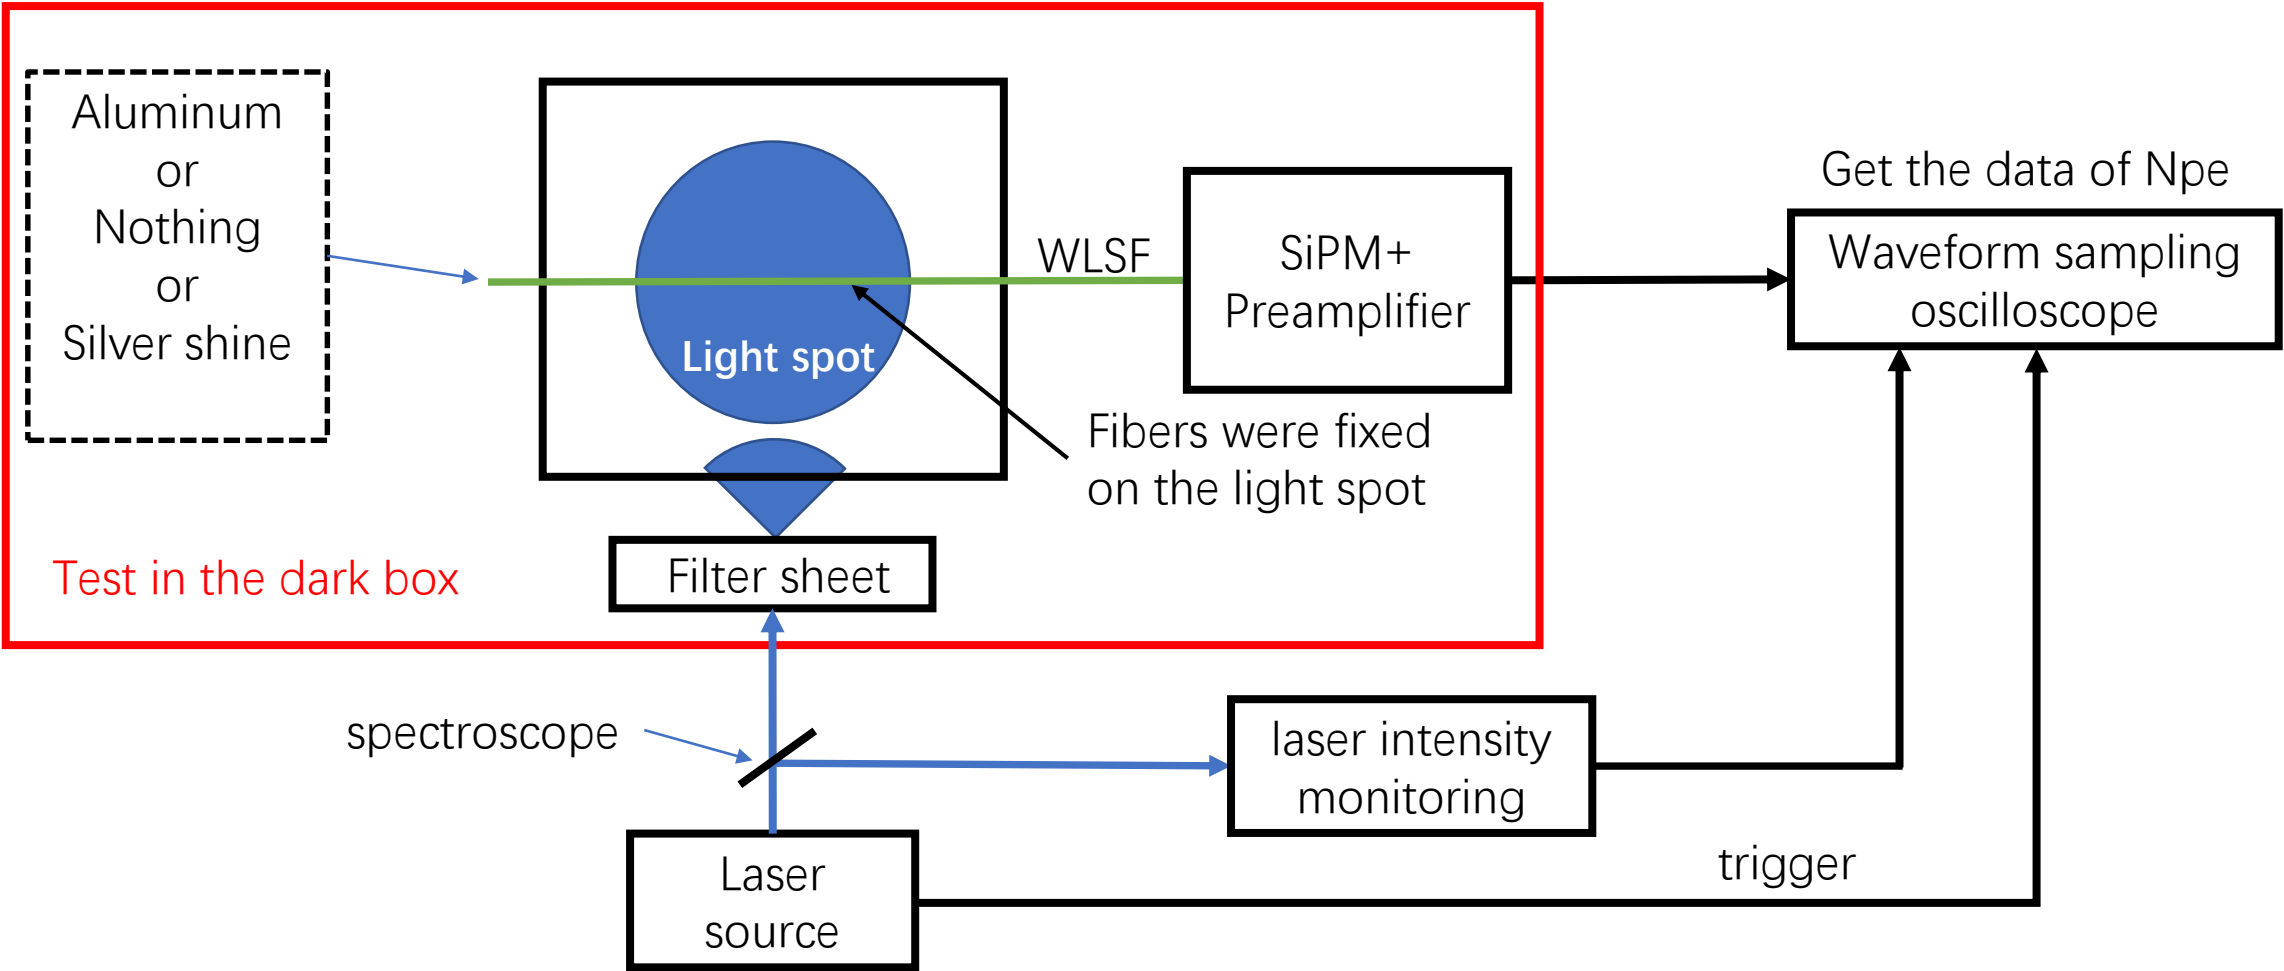 Aluminum
or
Nothing
or
Silver shine
Light spot
WLSF
SiPM+
Preamplifier
Get the data of Npe
Waveform sampling
oscilloscope
Fibers were fixed
on the light spot
Test in the dark box
Filter sheet
spectroscope
laser intensity
monitoring
Laser
source
trigger